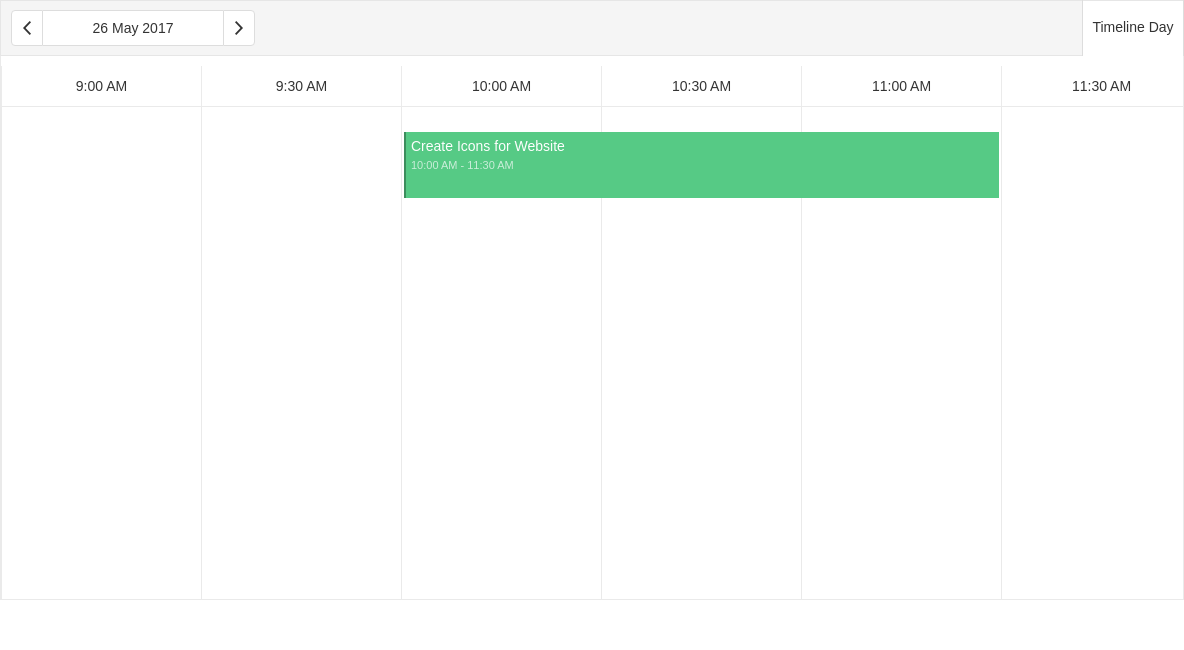 26 May 2017
Timeline Day
9:00 AM
9:30 AM
10:00 AM
10:30 AM
11:00 AM
11:30 AM
Create Icons for Website
10:00 AM - 11:30 AM